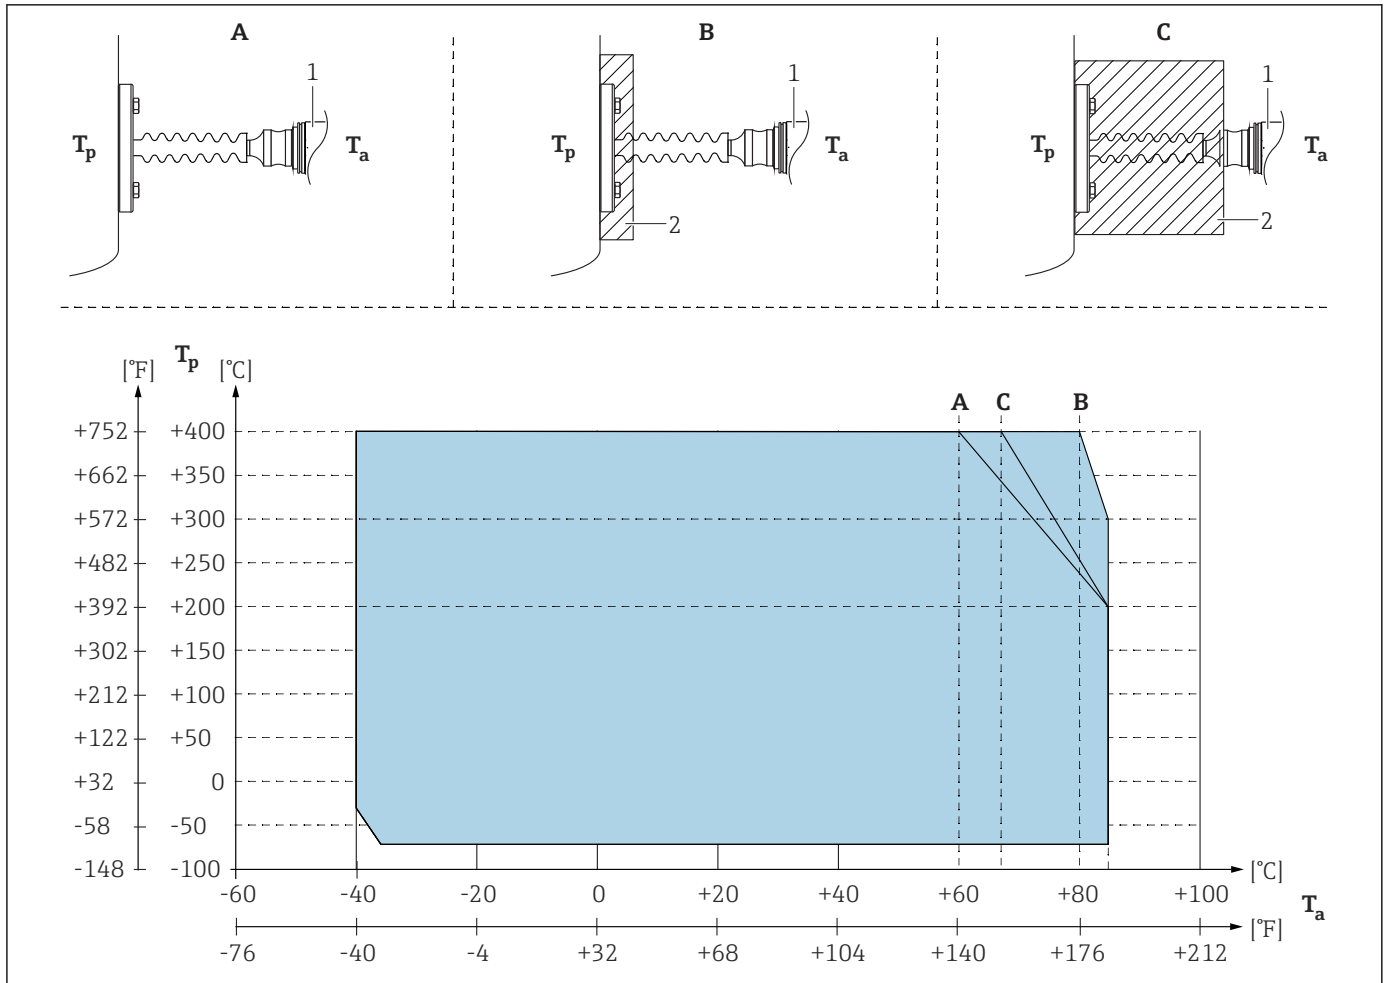 A
B
C
1
1
1
Tp
Ta
Tp
Ta
Tp
Ta
2
2
[°F]
Tp
[°C]
A
C
B
+752
+400
+662
+350
+572
+300
+482
+250
+392
+200
+302
+150
+212
+100
+122
+50
+32
0
-58
-50
-148
-100
[°C]
-60
-40
-20
0
+20
+40
+60
+80
+100
Ta
[°F]
-76
-40
-4
+32
+68
+104
+140
+176
+212